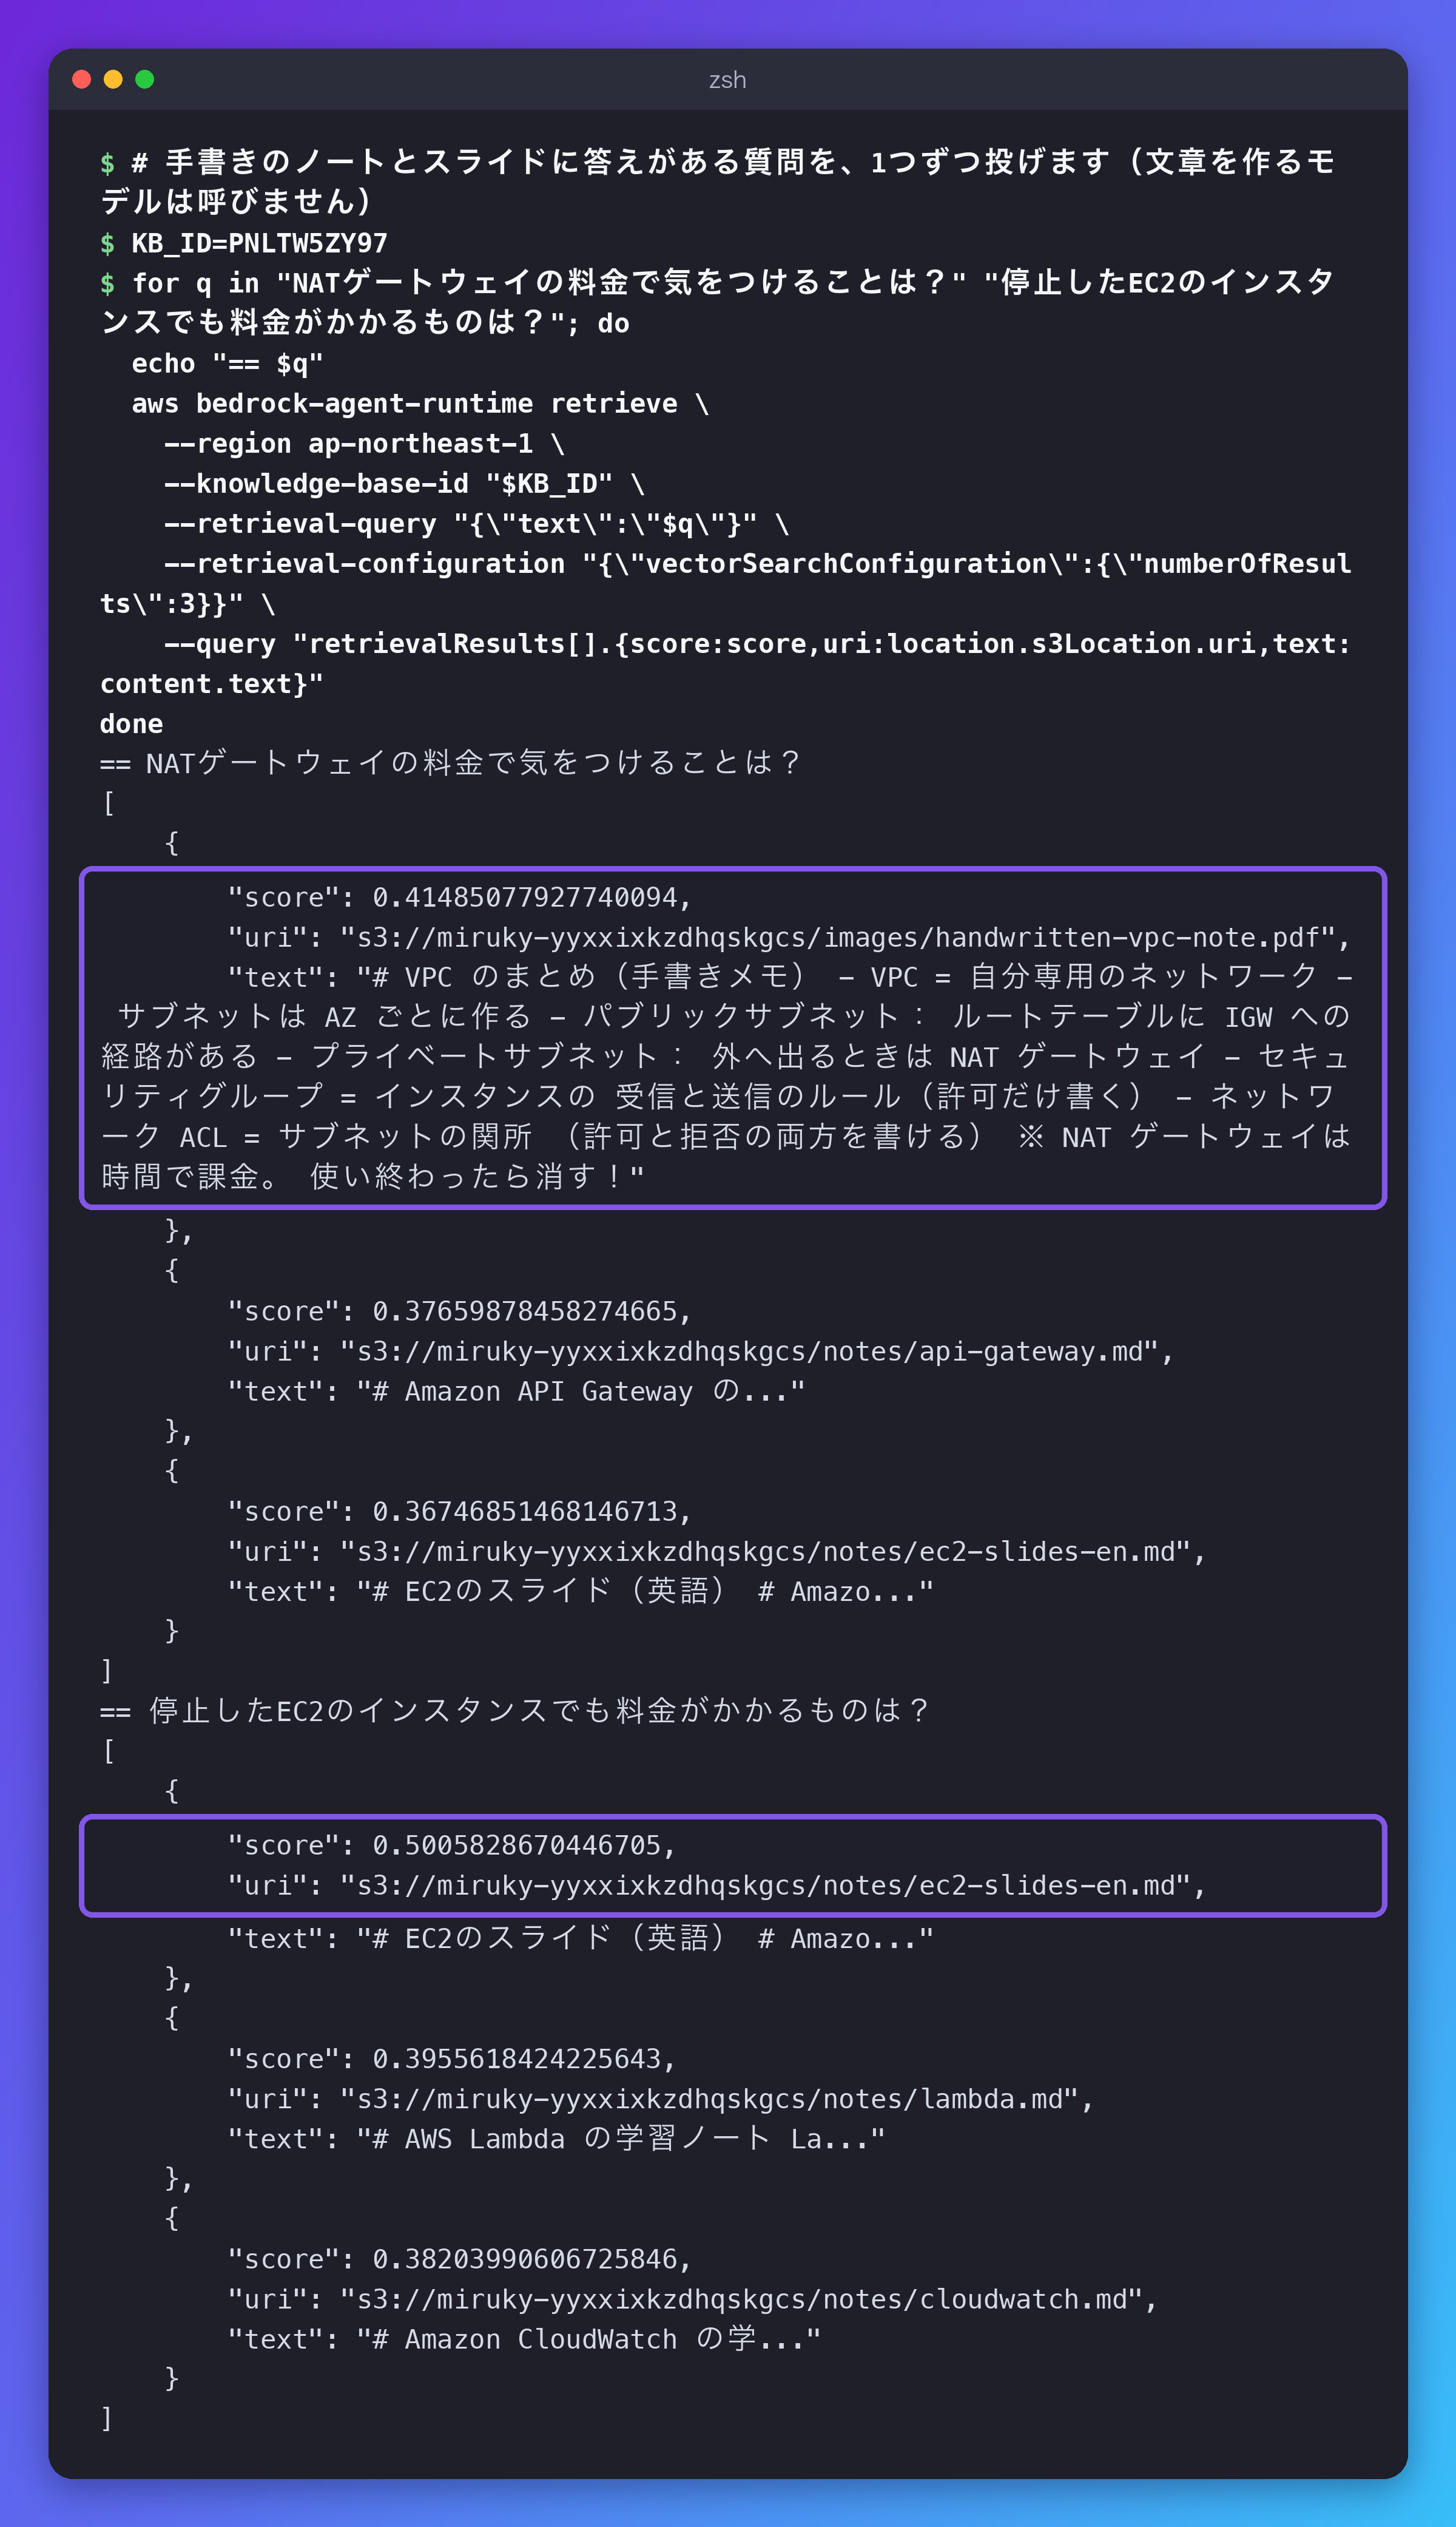 zsh
$ # 手書きのノートとスライドに答えがある質問を、1つずつ投げます（文章を作るモ
デルは呼びません）
$ KB_ID=PNLTW5ZY97
$ for q in "NATゲートウェイの料金で気をつけることは？" "停止したEC2のインスタ
ンスでも料金がかかるものは？"; do
  echo "== $q"
  aws bedrock-agent-runtime retrieve \
    --region ap-northeast-1 \
    --knowledge-base-id "$KB_ID" \
    --retrieval-query "{\"text\":\"$q\"}" \
    --retrieval-configuration "{\"vectorSearchConfiguration\":{\"numberOfResul
ts\":3}}" \
    --query "retrievalResults[].{score:score,uri:location.s3Location.uri,text:
content.text}"
done
== NATゲートウェイの料金で気をつけることは？
[
    {
        "score": 0.41485077927740094,
        "uri": "s3://miruky-yyxxixkzdhqskgcs/images/handwritten-vpc-note.pdf",
        "text": "# VPC のまとめ（手書きメモ） - VPC = 自分専用のネットワーク -
 サブネットは AZ ごとに作る - パブリックサブネット： ルートテーブルに IGW への
経路がある - プライベートサブネット： 外へ出るときは NAT ゲートウェイ - セキュ
リティグループ = インスタンスの 受信と送信のルール（許可だけ書く） - ネットワ
ーク ACL = サブネットの関所 （許可と拒否の両方を書ける） ※ NAT ゲートウェイは
時間で課金。 使い終わったら消す！"
    },
    {
        "score": 0.37659878458274665,
        "uri": "s3://miruky-yyxxixkzdhqskgcs/notes/api-gateway.md",
        "text": "# Amazon API Gateway の..."
    },
    {
        "score": 0.36746851468146713,
        "uri": "s3://miruky-yyxxixkzdhqskgcs/notes/ec2-slides-en.md",
        "text": "# EC2のスライド（英語） # Amazo..."
    }
]
== 停止したEC2のインスタンスでも料金がかかるものは？
[
    {
        "score": 0.5005828670446705,
        "uri": "s3://miruky-yyxxixkzdhqskgcs/notes/ec2-slides-en.md",
        "text": "# EC2のスライド（英語） # Amazo..."
    },
    {
        "score": 0.3955618424225643,
        "uri": "s3://miruky-yyxxixkzdhqskgcs/notes/lambda.md",
        "text": "# AWS Lambda の学習ノート La..."
    },
    {
        "score": 0.38203990606725846,
        "uri": "s3://miruky-yyxxixkzdhqskgcs/notes/cloudwatch.md",
        "text": "# Amazon CloudWatch の学..."
    }
]